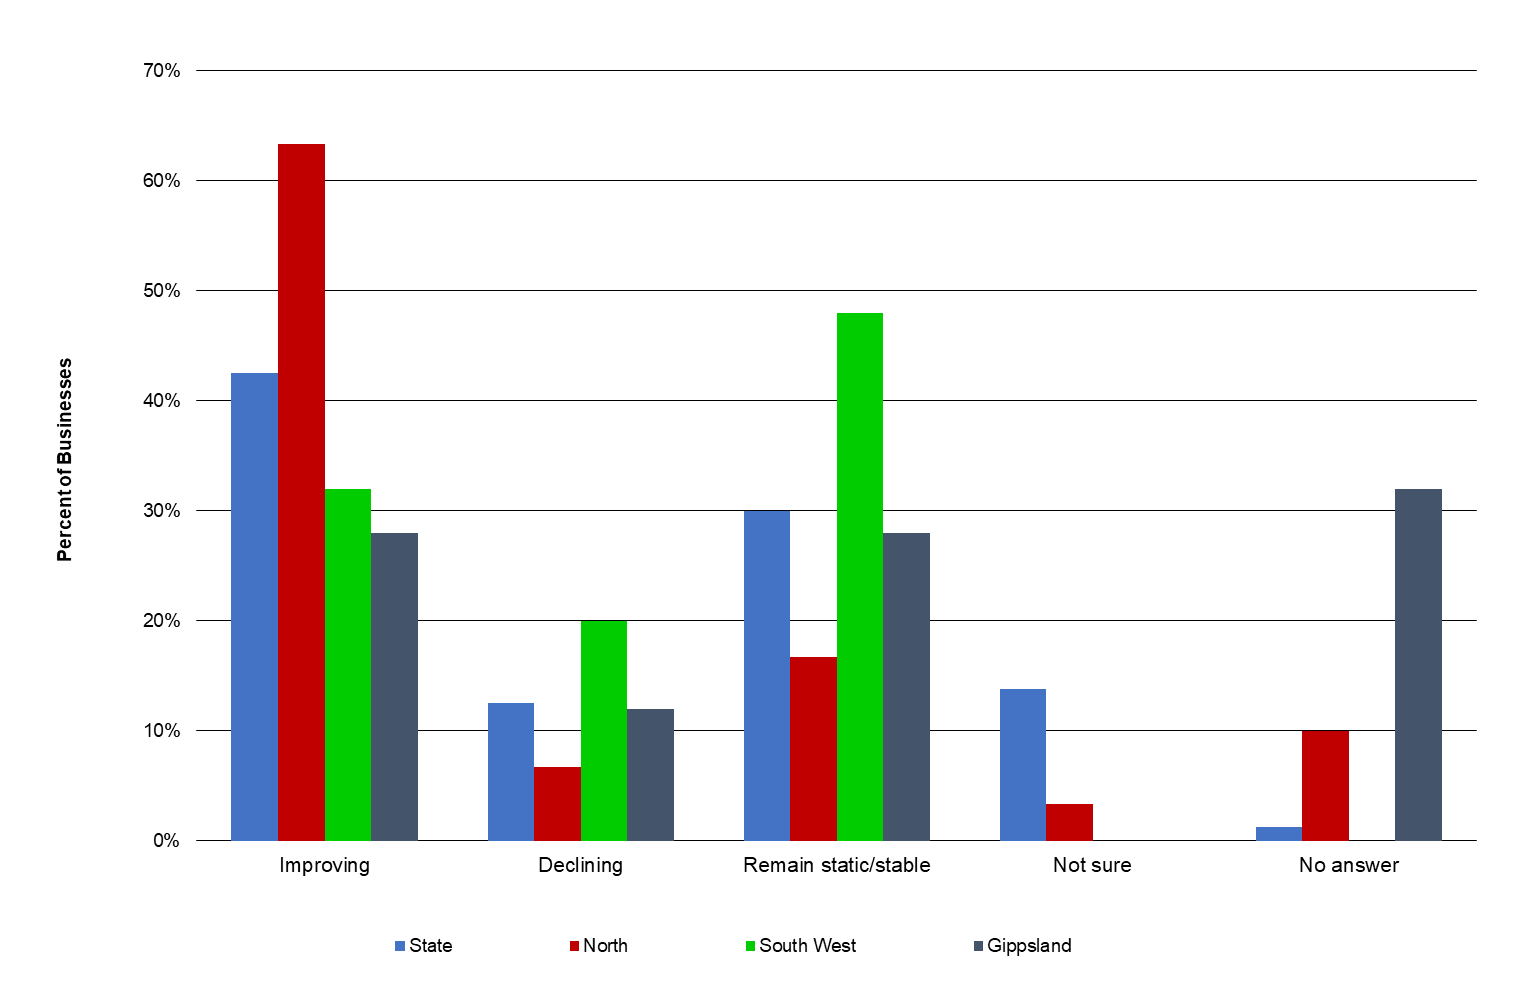 70%
60%
50%
40%
30%
20%
10%
0%
Percent of Businesses
Improving Declining Remain static/stable Not sure No answer
State North South West Gippsland